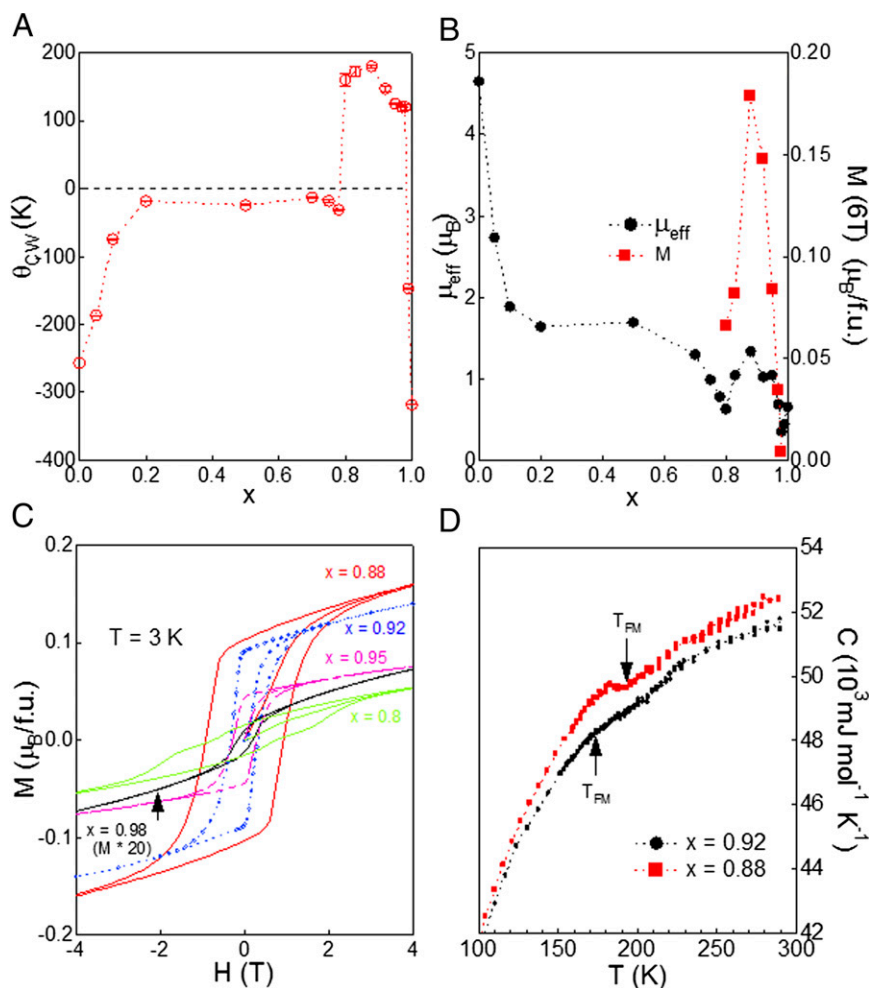 A
200
100
0
100
200
-300
-400
θCW (K)
0.0 0.2 0.4 0.6 0.8 1.0
x
B
5
4
3
2
1
0
μeff (μB)
μeff
M
0.20
0.15
0.10
0.05
0.00
M (6T) (μB/f.u.)
0.0 0.2 0.4 0.6 0.8 1.0
x
C
0.2
0.1
0.0
-0.1
-0.2
M (μB/f.u.)
T = 3 K
x = 0.88
x = 0.92
x = 0.95
x = 0.8
x = 0.98
(M * 20)
-4 -2 0 2 4
H (T)
D
54
52
50
48
46
44
42
C (10³ mJ mol⁻¹ K⁻¹)
TFM
TFM
x = 0.92
x = 0.88
100 150 200 250 300
T (K)